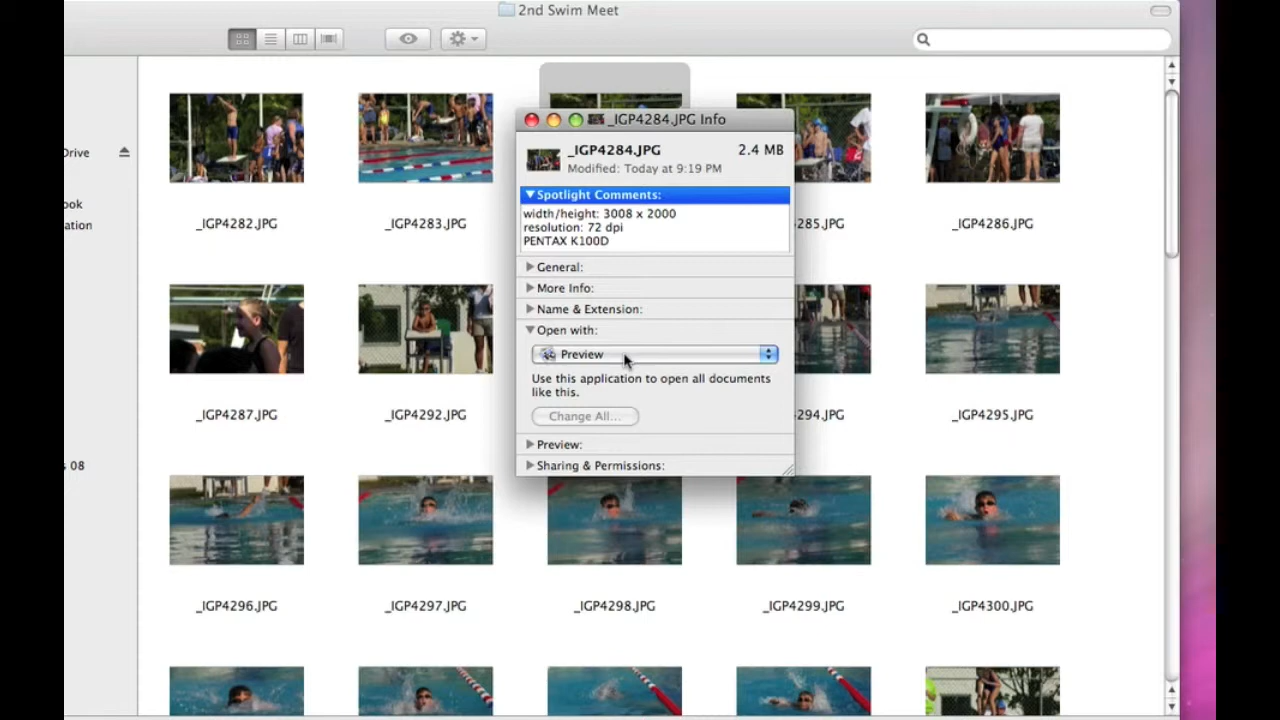 2nd Swim Meet
Drive
ook
ation
s 08
_IGP4282.JPG
_IGP4283.JPG
285.JPG
_IGP4286.JPG
_IGP4284.JPG Info
_IGP4284.JPG
2.4 MB
Modified: Today at 9:19 PM
Spotlight Comments:
width/height: 3008 x 2000
resolution: 72 dpi
PENTAX K100D
General:
More Info:
Name & Extension:
Open with:
Preview
Use this application to open all documents
like this.
Change All...
Preview:
Sharing & Permissions:
_IGP4287.JPG
_IGP4292.JPG
4294.JPG
_IGP4295.JPG
_IGP4296.JPG
_IGP4297.JPG
_IGP4298.JPG
_IGP4299.JPG
_IGP4300.JPG